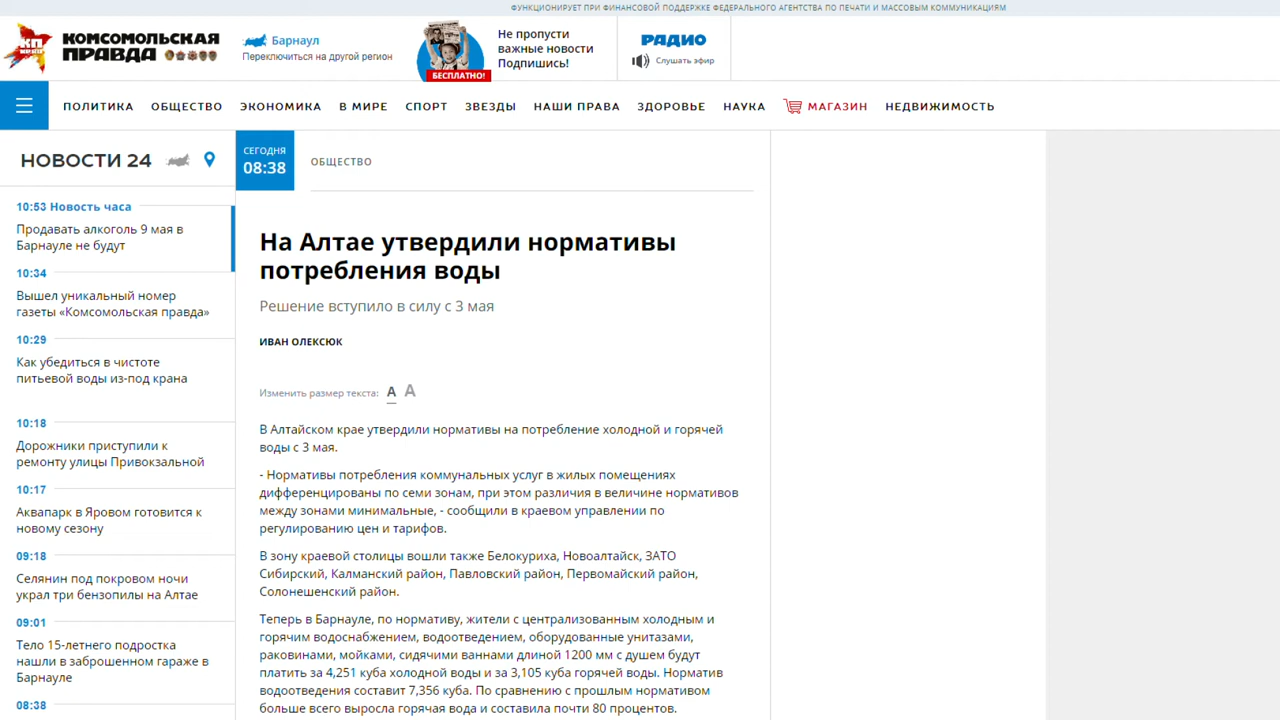 ФУНКЦИОНИРУЕТ ПРИ ФИНАНСОВОЙ ПОДДЕРЖКЕ ФЕДЕРАЛЬНОГО АГЕНТСТВА ПО ПЕЧАТИ И МАССОВЫМ КОММУНИКАЦИЯМ
КП
КОМСОМОЛЬСКАЯ
ПРАВДА
Барнаул
Переключиться на другой регион
БЕСПЛАТНО!
Не пропусти
важные новости
Подпишись!
РАДИО
Слушать эфир
ПОЛИТИКА ОБЩЕСТВО ЭКОНОМИКА В МИРЕ СПОРТ ЗВЕЗДЫ НАШИ ПРАВА ЗДОРОВЬЕ НАУКА МАГАЗИН НЕДВИЖИМОСТЬ
НОВОСТИ 24
10:53 Новость часа
Продавать алкоголь 9 мая в
Барнауле не будут
10:34
Вышел уникальный номер
газеты «Комсомольская правда»
10:29
Как убедиться в чистоте
питьевой воды из-под крана
10:18
Дорожники приступили к
ремонту улицы Привокзальной
10:17
Аквапарк в Яровом готовится к
новому сезону
09:18
Селянин под покровом ночи
украл три бензопилы на Алтае
09:01
Тело 15-летнего подростка
нашли в заброшенном гараже в
Барнауле
08:38
СЕГОДНЯ
08:38
ОБЩЕСТВО
На Алтае утвердили нормативы
потребления воды
Решение вступило в силу с 3 мая
ИВАН ОЛЕКСЮК
Изменить размер текста: A A
В Алтайском крае утвердили нормативы на потребление холодной и горячей
воды с 3 мая.
- Нормативы потребления коммунальных услуг в жилых помещениях
дифференцированы по семи зонам, при этом различия в величине нормативов
между зонами минимальные, - сообщили в краевом управлении по
регулированию цен и тарифов.
В зону краевой столицы вошли также Белокуриха, Новоалтайск, ЗАТО
Сибирский, Калманский район, Павловский район, Первомайский район,
Солонешенский район.
Теперь в Барнауле, по нормативу, жители с централизованным холодным и
горячим водоснабжением, водоотведением, оборудованные унитазами,
раковинами, мойками, сидячими ваннами длиной 1200 мм с душем будут
платить за 4,251 куба холодной воды и за 3,105 куба горячей воды. Норматив
водоотведения составит 7,356 куба. По сравнению с прошлым нормативом
больше всего выросла горячая вода и составила почти 80 процентов.